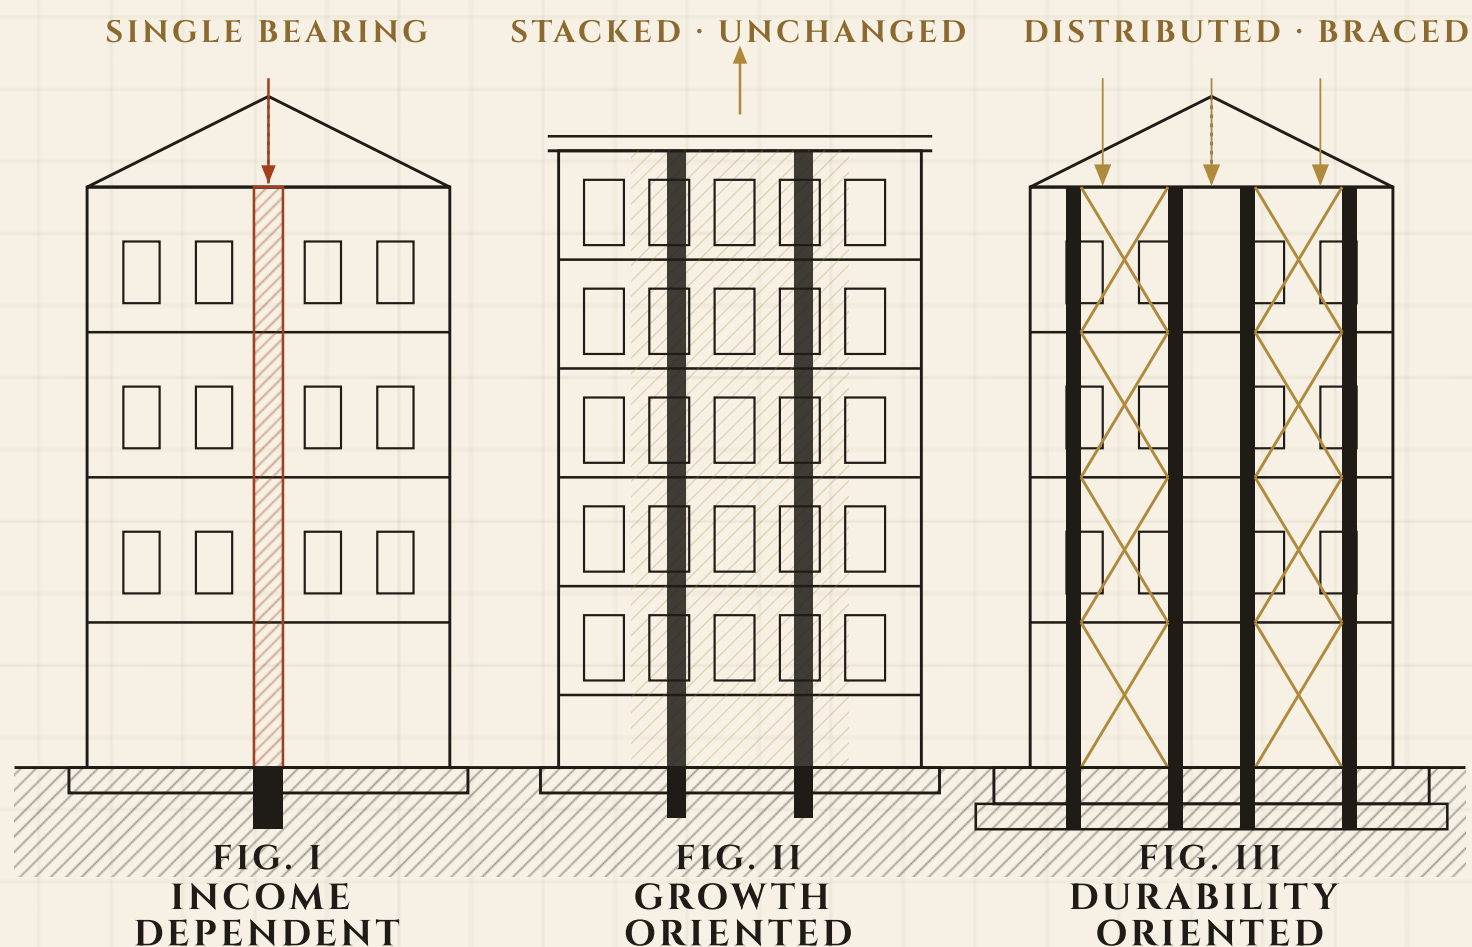 SINGLE BEARING
STACKED · UNCHANGED
DISTRIBUTED · BRACED
FIG. I
INCOME
DEPENDENT
FIG. II
GROWTH
ORIENTED
FIG. III
DURABILITY
ORIENTED